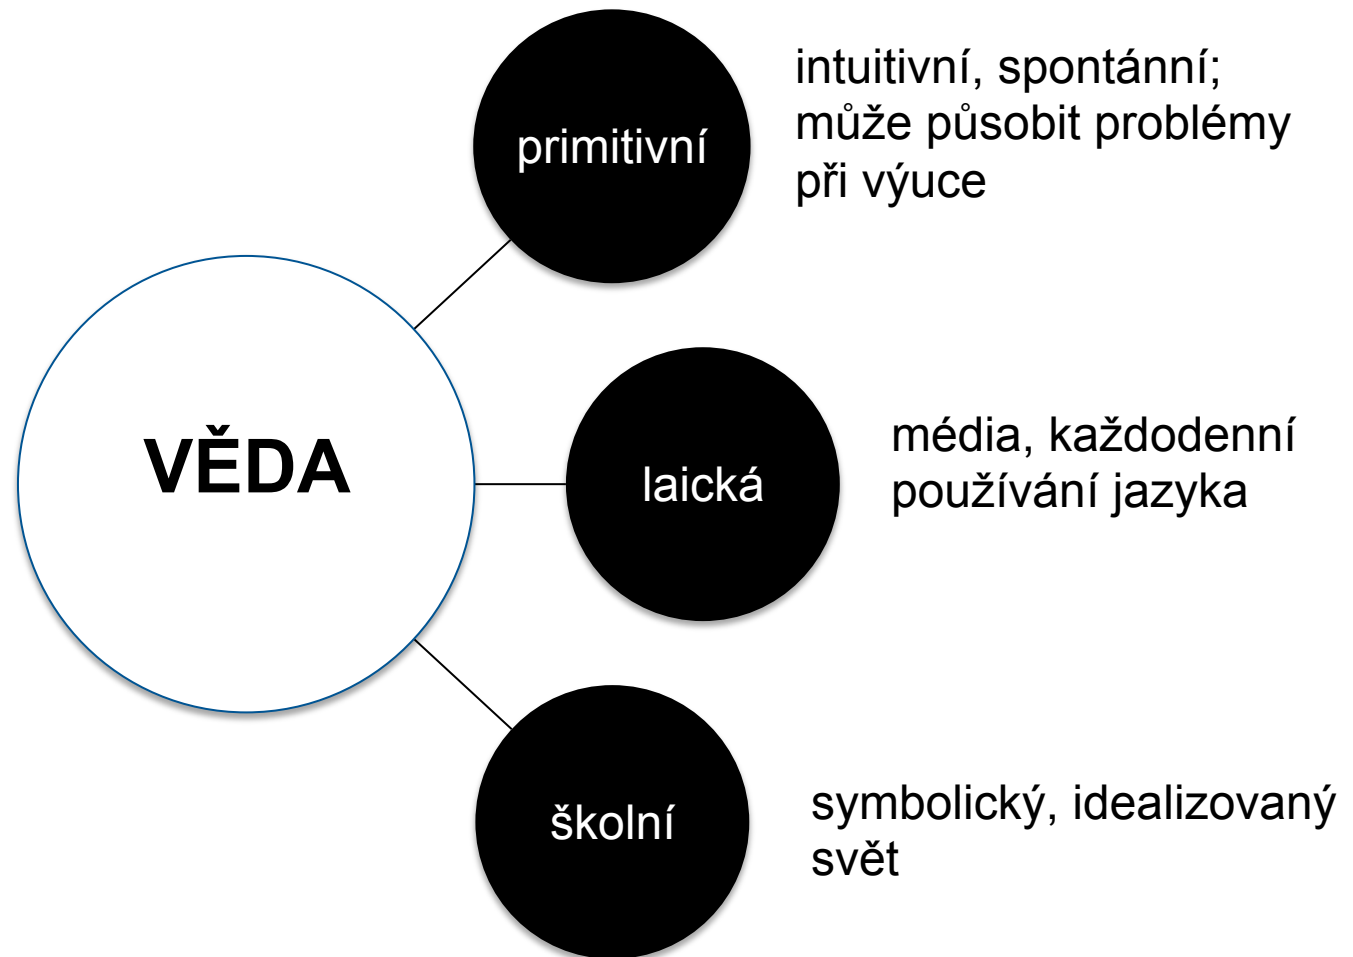 primitivní
intuitivní, spontánní;
může působit problémy
při výuce
VĚDA
laická
média, každodenní
používání jazyka
školní
symbolický, idealizovaný
svět